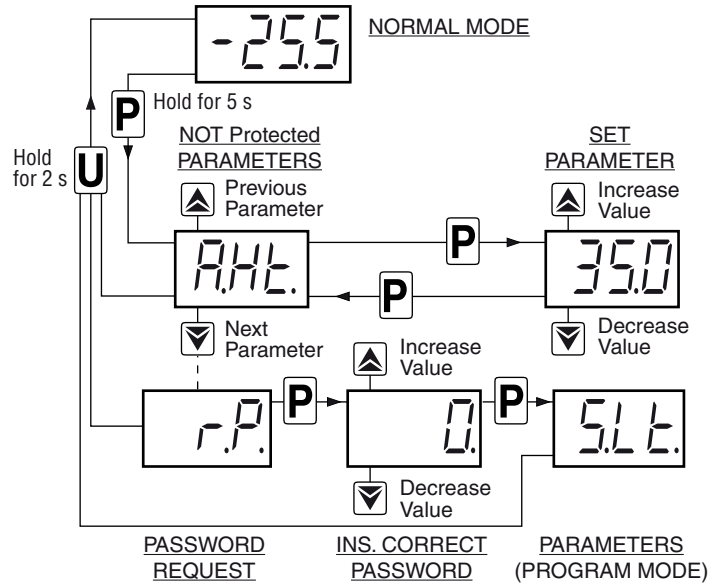 -25.5
NORMAL MODE
P
Hold for 5 s
Hold
for 2 s
U
NOT Protected
PARAMETERS
SET
PARAMETER
Previous
Parameter
Increase
Value
P
A.Ht.
35.0
P
Next
Parameter
Decrease
Value
Increase
Value
r.P.
P
0.
P
S.Lt.
Decrease
Value
PASSWORD
REQUEST
INS. CORRECT
PASSWORD
PARAMETERS
(PROGRAM MODE)